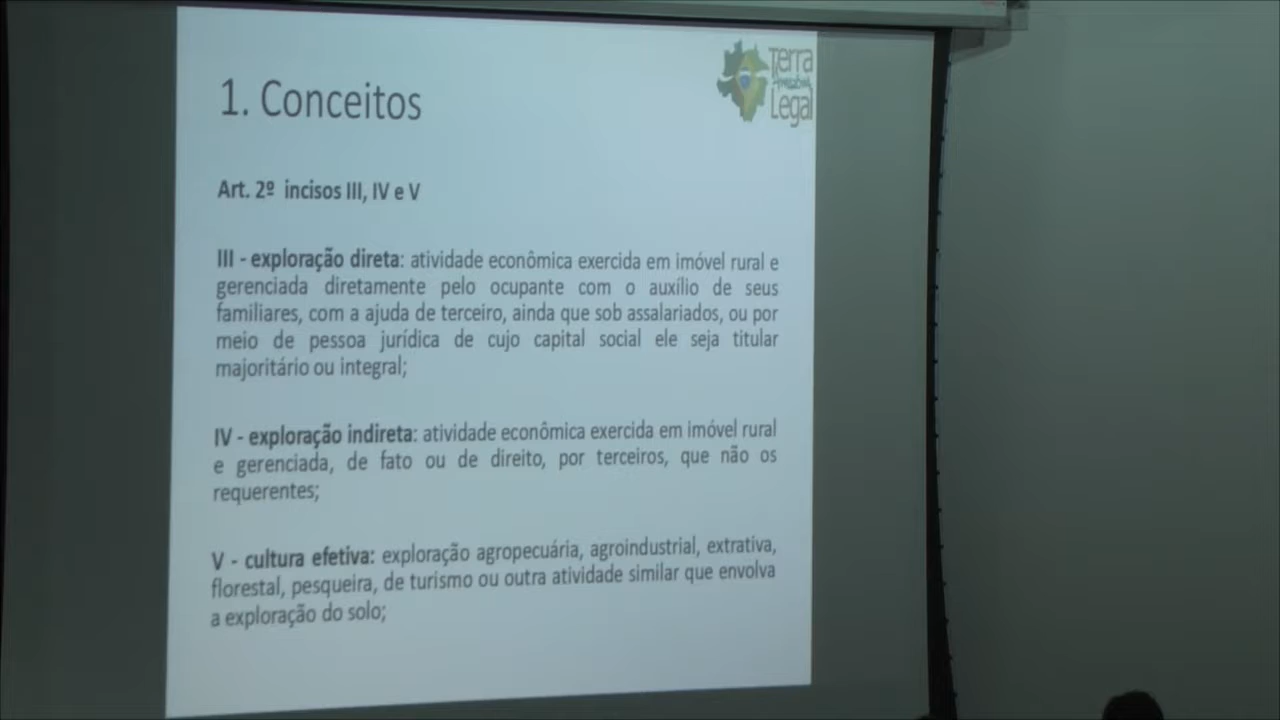 1. Conceitos
Terra
Legal
Art. 2º incisos III, IV e V
III - exploração direta: atividade econômica exercida em imóvel rural e
gerenciada diretamente pelo ocupante com o auxílio de seus
familiares, com a ajuda de terceiro, ainda que sob assalariados, ou por
meio de pessoa jurídica de cujo capital social ele seja titular
majoritário ou integral;
IV - exploração indireta: atividade econômica exercida em imóvel rural
e gerenciada, de fato ou de direito, por terceiros, que não os
requerentes;
V - cultura efetiva: exploração agropecuária, agroindustrial, extrativa,
florestal, pesqueira, de turismo ou outra atividade similar que envolva
a exploração do solo;